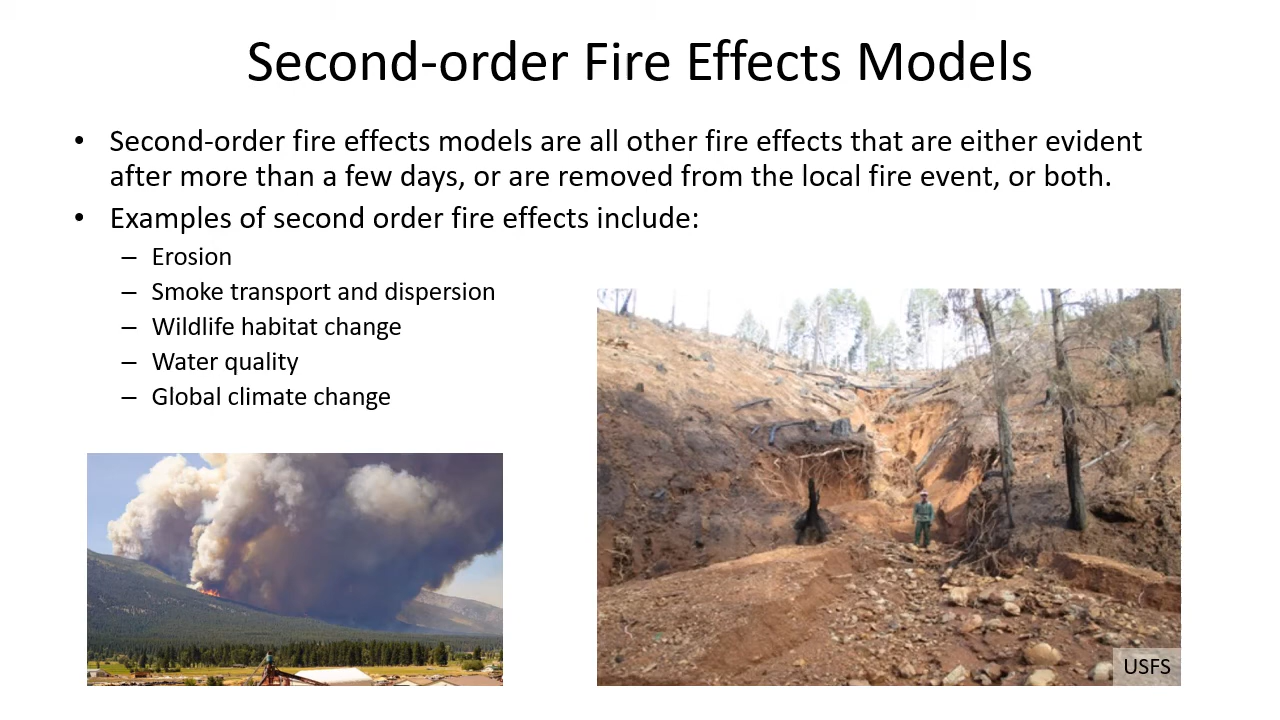 Second-order Fire Effects Models
• Second-order fire effects models are all other fire effects that are either evident
after more than a few days, or are removed from the local fire event, or both.
• Examples of second order fire effects include:
– Erosion
– Smoke transport and dispersion
– Wildlife habitat change
– Water quality
– Global climate change
USFS